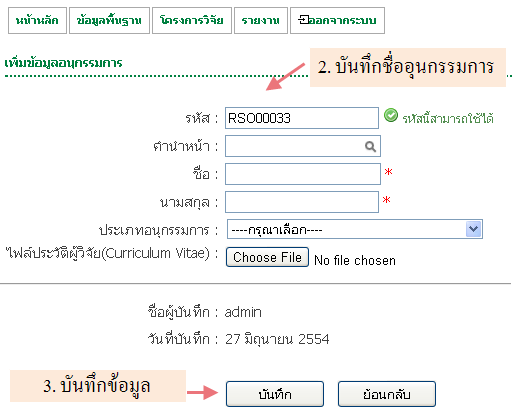 หน้าหลัก ข้อมูลพื้นฐาน โครงการวิจัย รายงาน ออกจากระบบ
เพิ่มข้อมูลอนุกรรมการ
2. บันทึกชื่ออุนกรรมการ
รหัส : RSO00033 รหัสนี้สามารถใช้ได้
คำนำหน้า :
ชื่อ : *
นามสกุล : *
ประเภทอนุกรรมการ : ----กรุณาเลือก----
ไฟล์ประวัติผู้วิจัย(Curriculum Vitae) : Choose File No file chosen
ชื่อผู้บันทึก : admin
วันที่บันทึก : 27 มิถุนายน 2554
3. บันทึกข้อมูล บันทึก ย้อนกลับ